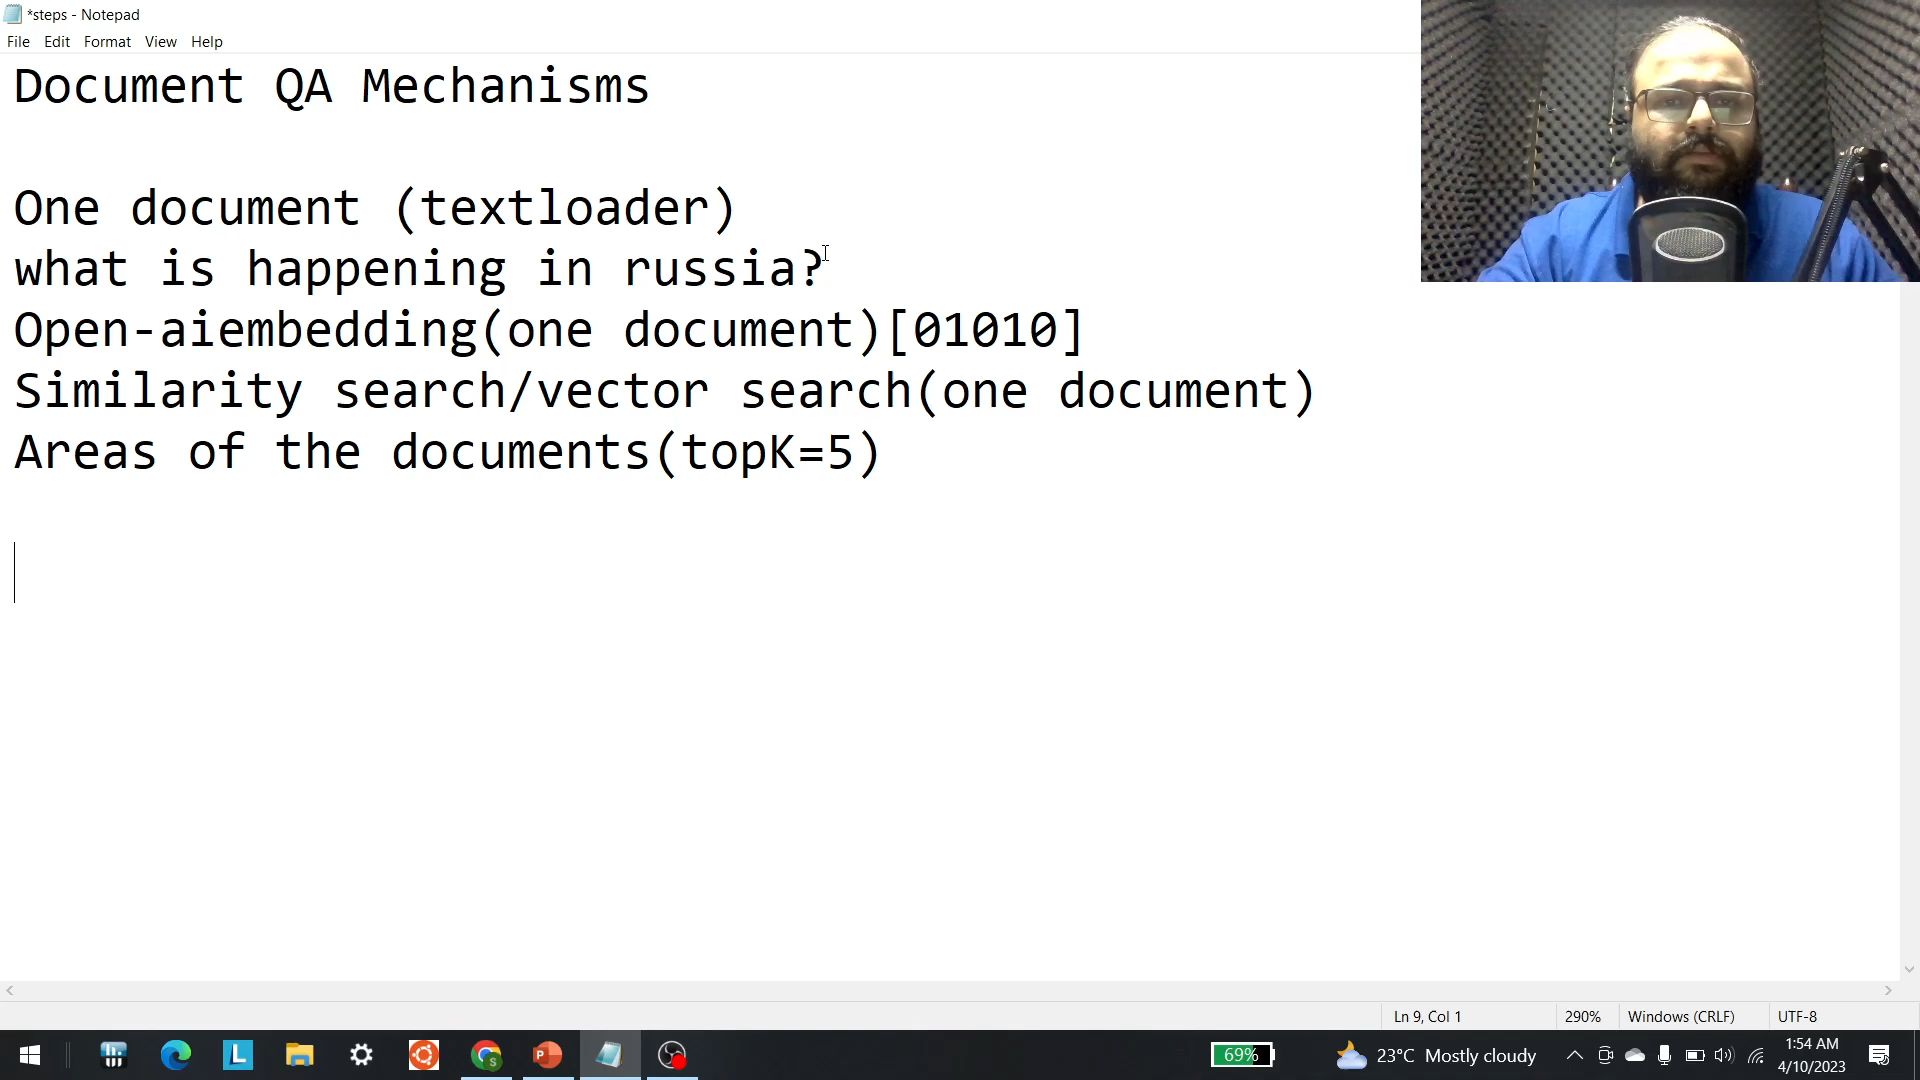 *steps - Notepad
File Edit Format View Help
Document QA Mechanisms
One document (textloader)
what is happening in russia?
Open-aiembedding(one document)[01010]
Similarity search/vector search(one document)
Areas of the documents(topK=5)
Ln 9, Col 1 290% Windows (CRLF) UTF-8
L P 69% 23°C Mostly cloudy 1:54 AM
4/10/2023